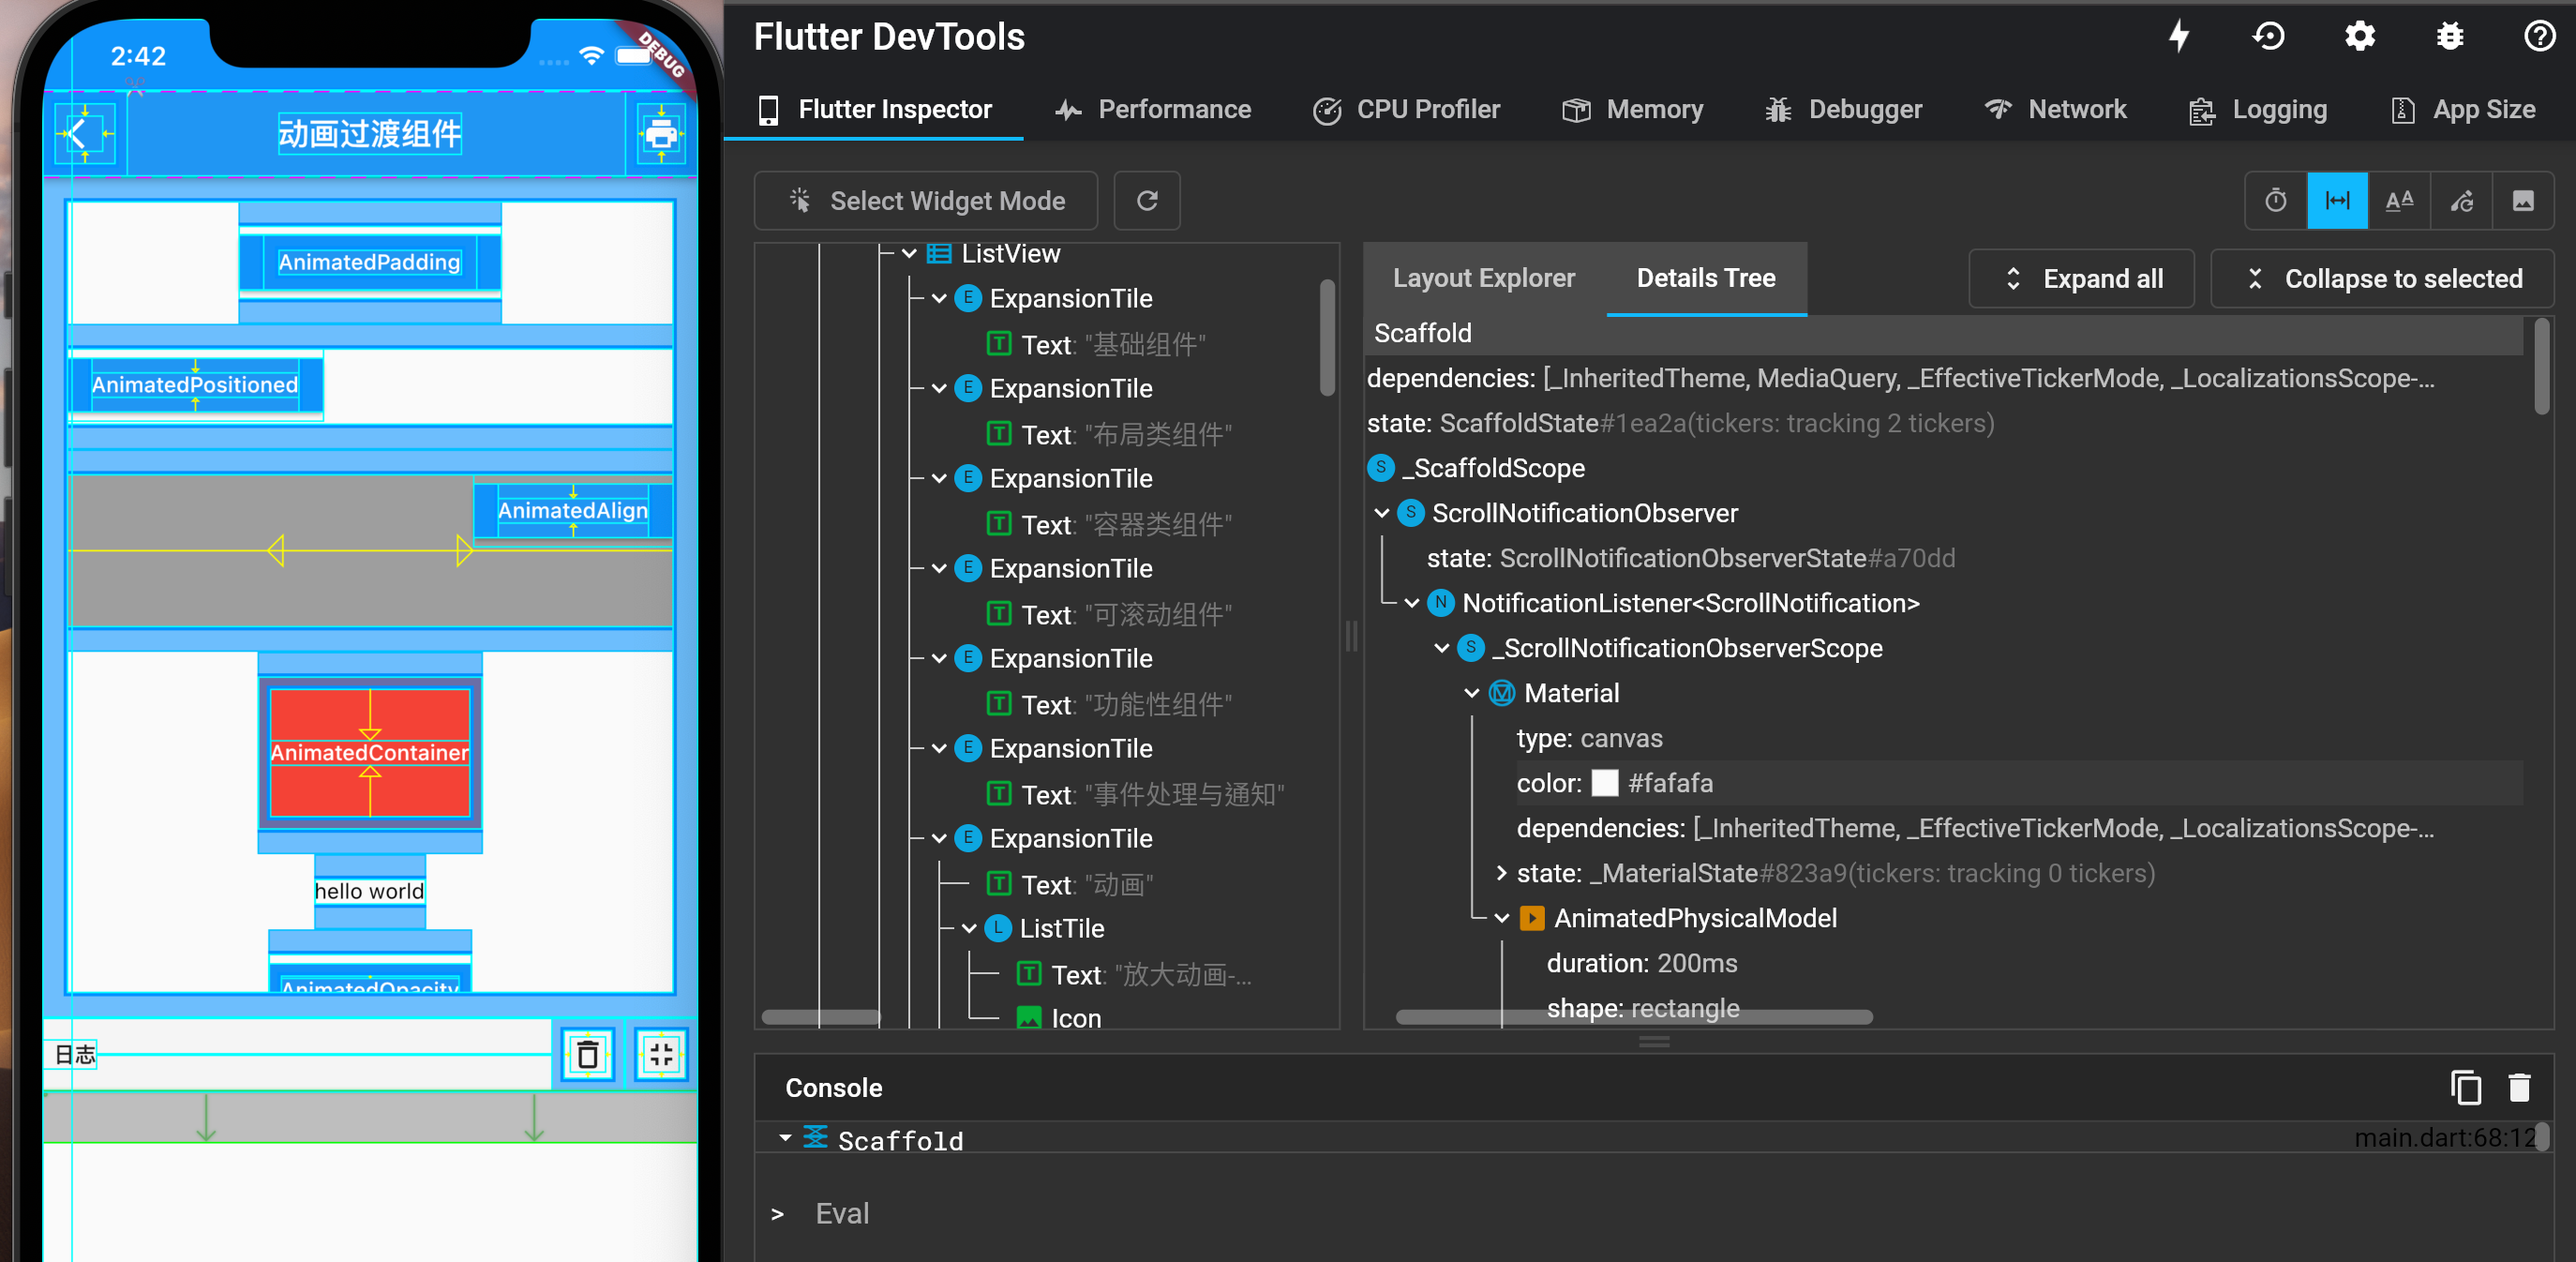 2:42
DEBUG
动画过渡组件
AnimatedPadding
AnimatedPositioned
AnimatedAlign
AnimatedContainer
hello world
AnimatedOpacity
日志
Flutter DevTools
Flutter Inspector
Performance
CPU Profiler
Memory
Debugger
Network
Logging
App Size
Select Widget Mode
AA
ListView
E ExpansionTile
T Text: "基础组件"
E ExpansionTile
T Text: "布局类组件"
E ExpansionTile
T Text: "容器类组件"
E ExpansionTile
T Text: "可滚动组件"
E ExpansionTile
T Text: "功能性组件"
E ExpansionTile
T Text: "事件处理与通知"
E ExpansionTile
T Text: "动画"
L ListTile
T Text: "放大动画-...
Icon
Layout Explorer
Details Tree
Expand all
Collapse to selected
Scaffold
dependencies: [_InheritedTheme, MediaQuery, _EffectiveTickerMode, _LocalizationsScope-...
state: ScaffoldState#1ea2a(tickers: tracking 2 tickers)
S _ScaffoldScope
S ScrollNotificationObserver
state: ScrollNotificationObserverState#a70dd
N NotificationListener<ScrollNotification>
S _ScrollNotificationObserverScope
Material
type: canvas
color: #fafafa
dependencies: [_InheritedTheme, _EffectiveTickerMode, _LocalizationsScope-...
state: _MaterialState#823a9(tickers: tracking 0 tickers)
AnimatedPhysicalModel
duration: 200ms
shape: rectangle
Console
Scaffold
main.dart:68:12
> Eval